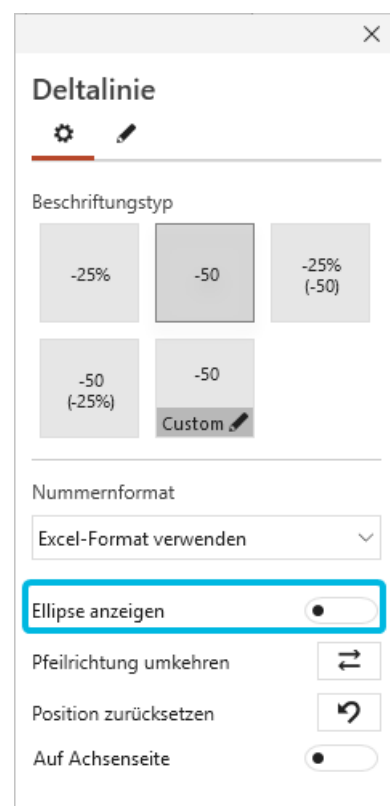 Deltalinie
Beschriftungstyp
-25%
-50
-25%
(-50)
-50
(-25%)
-50
Custom
Nummernformat
Excel-Format verwenden
Ellipse anzeigen
Pfeilrichtung umkehren
Position zurücksetzen
Auf Achsenseite